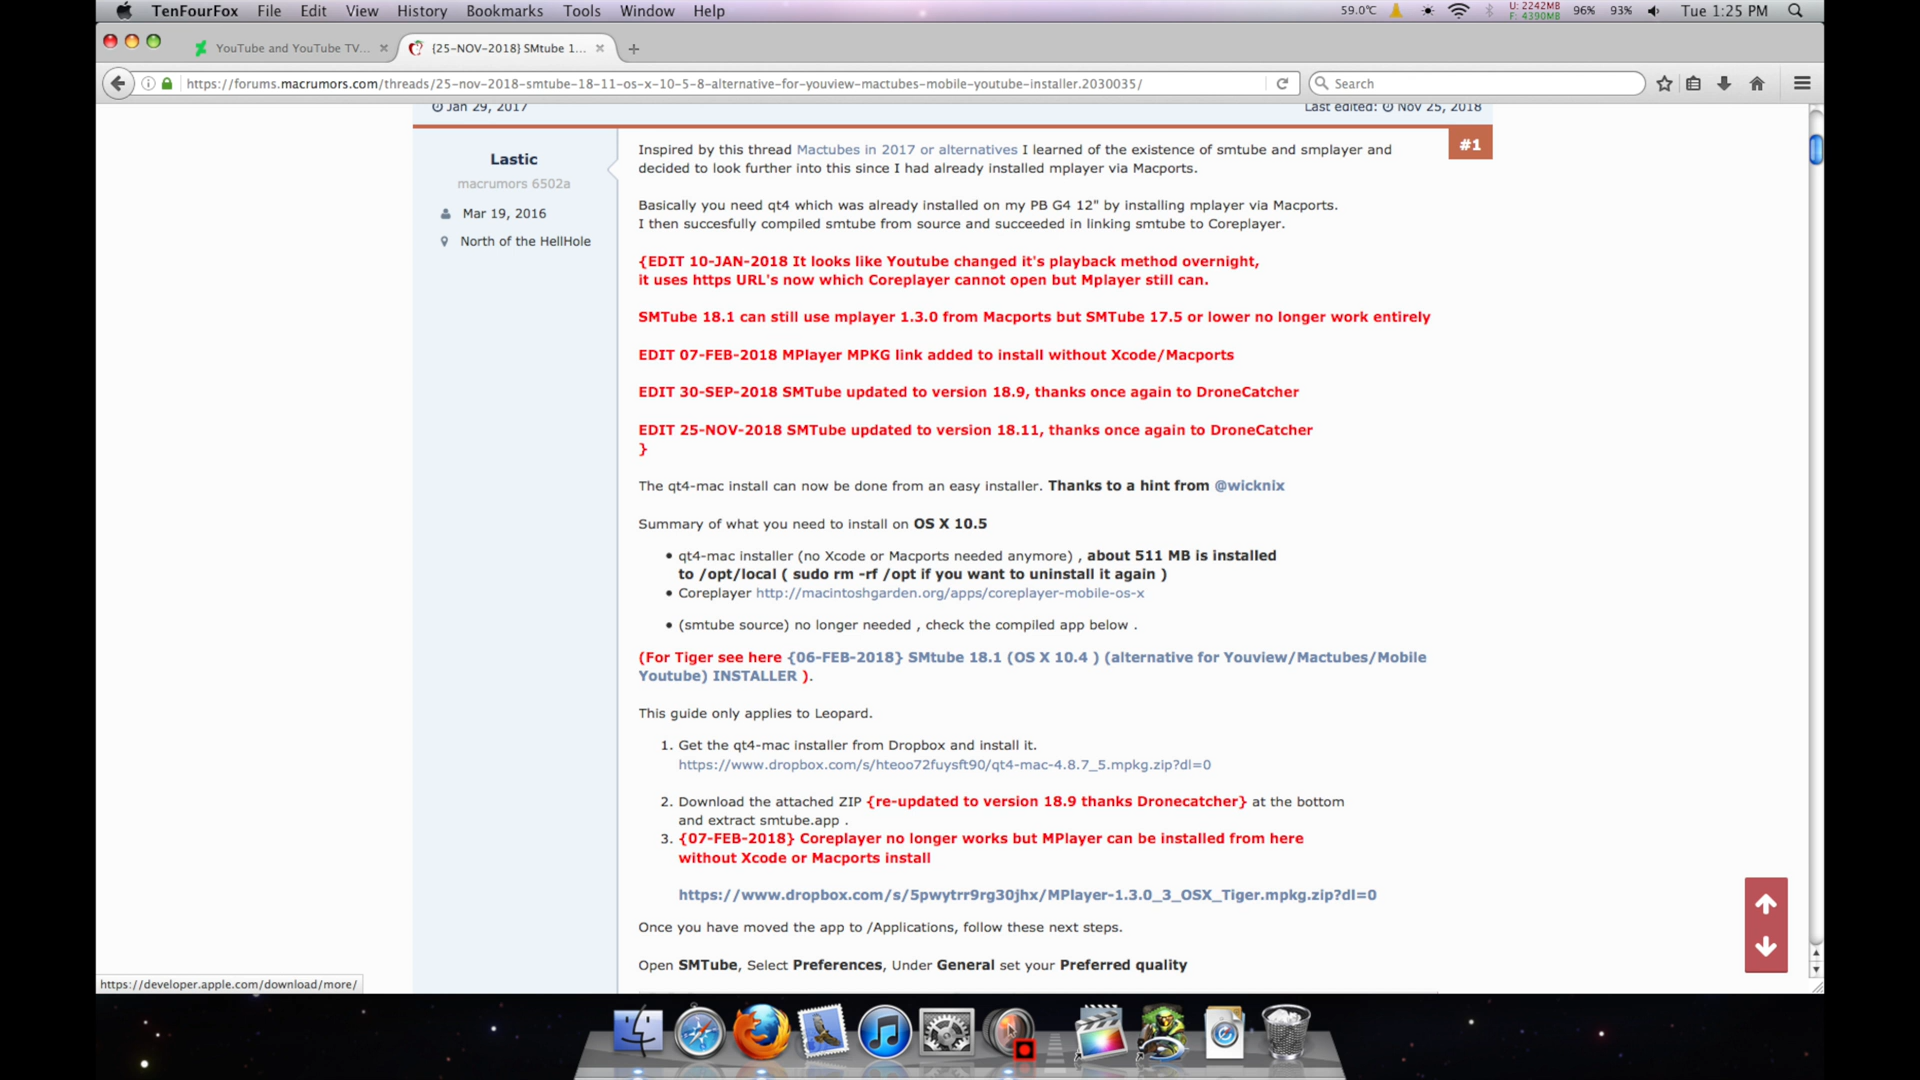 TenFourFox File Edit View History Bookmarks Tools Window Help 59.0℃ U: 2242MB F: 4390MB 96% 93% Tue 1:25 PM
YouTube and YouTube TV... {25-NOV-2018} SMtube 1...
https://forums.macrumors.com/threads/25-nov-2018-smtube-18-11-os-x-10-5-8-alternative-for-youview-mactubes-mobile-youtube-installer.2030035/ Search
Jan 29, 2017 Last edited: Nov 25, 2018
#1
Lastic
macrumors 6502a
Mar 19, 2016
North of the HellHole
Inspired by this thread Mactubes in 2017 or alternatives I learned of the existence of smtube and smplayer and
decided to look further into this since I had already installed mplayer via Macports.
Basically you need qt4 which was already installed on my PB G4 12" by installing mplayer via Macports.
I then succesfully compiled smtube from source and succeeded in linking smtube to Coreplayer.
{EDIT 10-JAN-2018 It looks like Youtube changed it's playback method overnight,
it uses https URL's now which Coreplayer cannot open but Mplayer still can.
SMTube 18.1 can still use mplayer 1.3.0 from Macports but SMTube 17.5 or lower no longer work entirely
EDIT 07-FEB-2018 MPlayer MPKG link added to install without Xcode/Macports
EDIT 30-SEP-2018 SMTube updated to version 18.9, thanks once again to DroneCatcher
EDIT 25-NOV-2018 SMTube updated to version 18.11, thanks once again to DroneCatcher
}
The qt4-mac install can now be done from an easy installer. Thanks to a hint from @wicknix
Summary of what you need to install on OS X 10.5
• qt4-mac installer (no Xcode or Macports needed anymore) , about 511 MB is installed
to /opt/local ( sudo rm -rf /opt if you want to uninstall it again )
• Coreplayer http://macintoshgarden.org/apps/coreplayer-mobile-os-x
• (smtube source) no longer needed , check the compiled app below .
(For Tiger see here {06-FEB-2018} SMtube 18.1 (OS X 10.4 ) (alternative for Youview/Mactubes/Mobile
Youtube) INSTALLER ).
This guide only applies to Leopard.
1. Get the qt4-mac installer from Dropbox and install it.
https://www.dropbox.com/s/hteoo72fuysft90/qt4-mac-4.8.7_5.mpkg.zip?dl=0
2. Download the attached ZIP {re-updated to version 18.9 thanks Dronecatcher} at the bottom
and extract smtube.app .
3. {07-FEB-2018} Coreplayer no longer works but MPlayer can be installed from here
without Xcode or Macports install
https://www.dropbox.com/s/5pwytrr9rg30jhx/MPlayer-1.3.0_3_OSX_Tiger.mpkg.zip?dl=0
Once you have moved the app to /Applications, follow these next steps.
Open SMTube, Select Preferences, Under General set your Preferred quality
https://developer.apple.com/download/more/